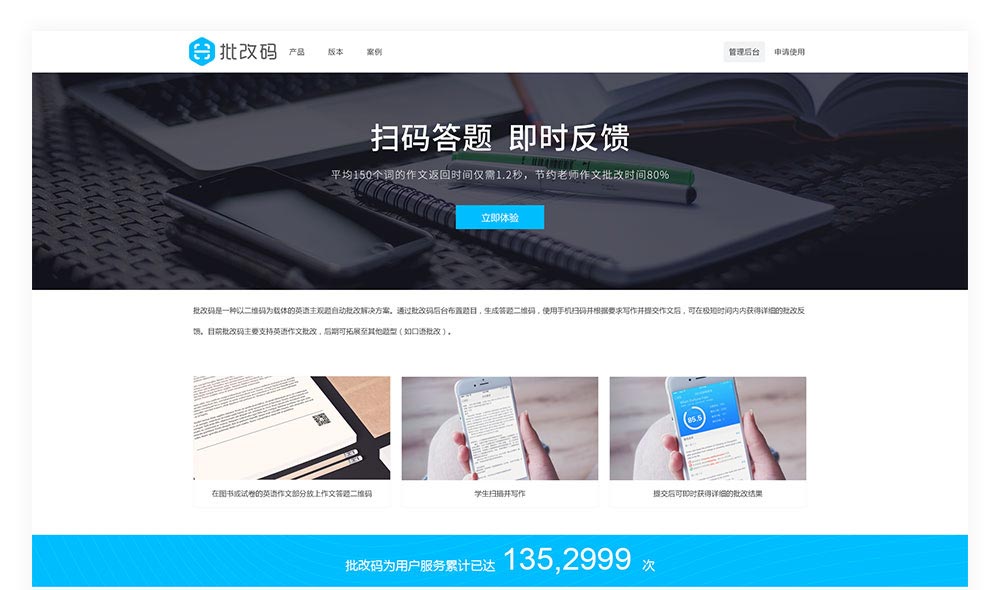 批改码
产品 版本 案例
管理后台 申请使用
扫码答题 即时反馈
平均150个词的作文返回时间仅需1.2秒，节约老师作文批改时间80%
立即体验
批改码是一种以二维码为载体的英语主观题自动批改解决方案。通过批改码后台布置题目，生成答题二维码，使用手机扫码并根据要求写作并提交作文后，可在极短时间内内获得详细的批改反
馈。目前批改码主要支持英语作文批改，后期可拓展至其他题型（如口语批改）。
85.5
在图书或试卷的英语作文部分放上作文答题二维码
学生扫描并写作
提交后可即时获得详细的批改结果
批改码为用户服务累计已达 135,2999 次